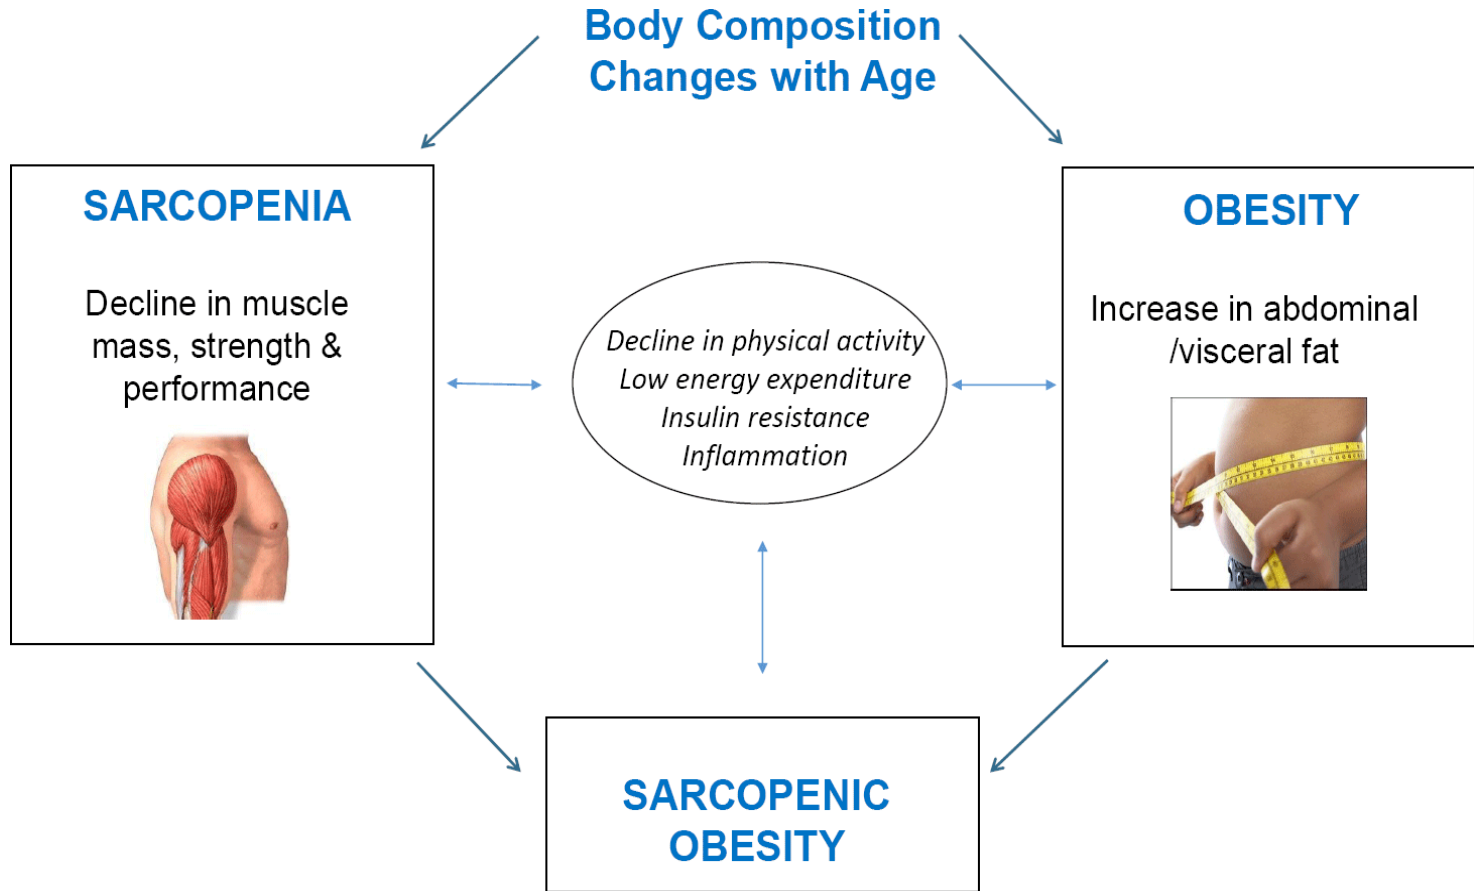 Body Composition
Changes with Age
SARCOPENIA
Decline in muscle
mass, strength &
performance
Decline in physical activity
Low energy expenditure
Insulin resistance
Inflammation
OBESITY
Increase in abdominal
/visceral fat
SARCOPENIC
OBESITY